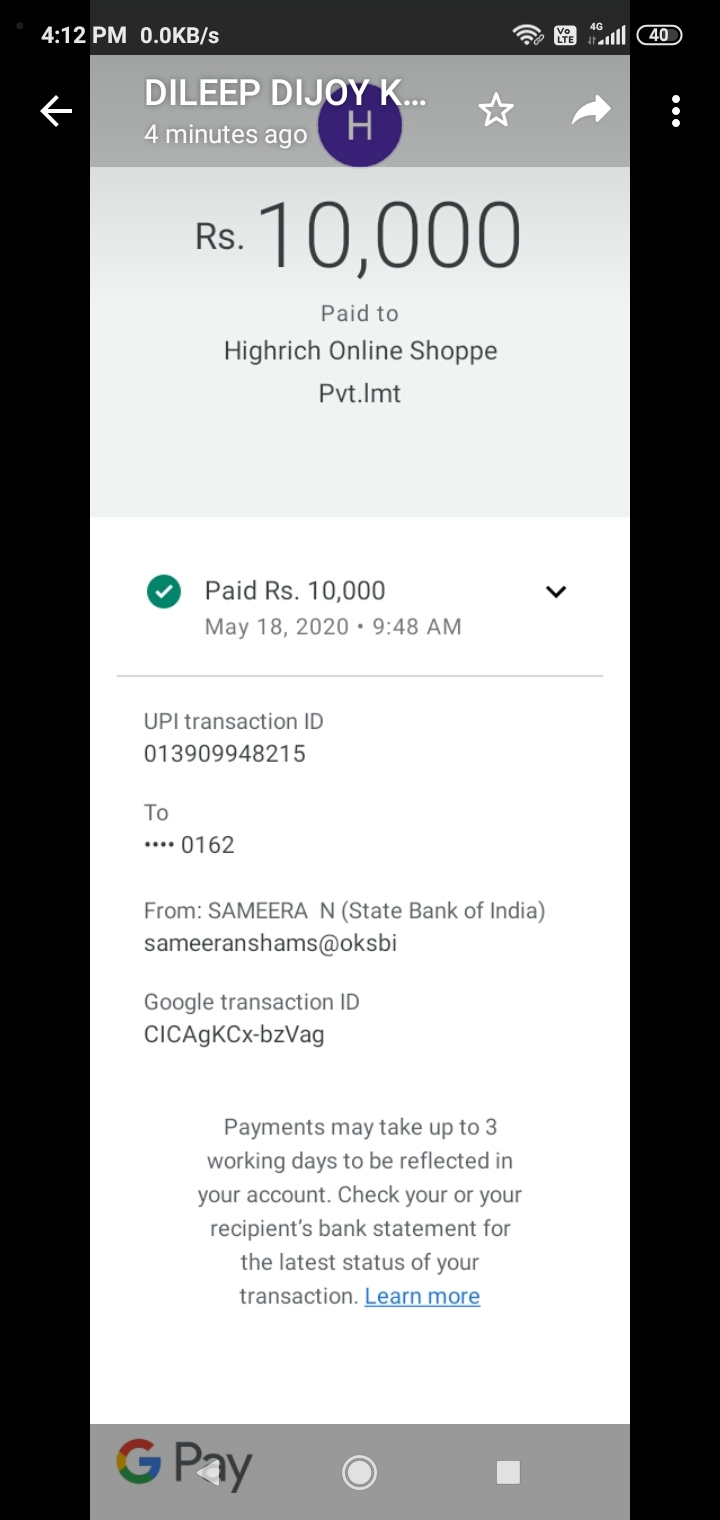 4:12 PM 0.0KB/s
Vo LTE
4G
40
DILEEP DIJOY K...
4 minutes ago
H
Rs. 10,000
Paid to
Highrich Online Shoppe
Pvt.lmt
Paid Rs. 10,000
May 18, 2020 • 9:48 AM
UPI transaction ID
013909948215
To
•••• 0162
From: SAMEERA N (State Bank of India)
sameeranshams@oksbi
Google transaction ID
CICAgKCx-bzVag
Payments may take up to 3
working days to be reflected in
your account. Check your or your
recipient's bank statement for
the latest status of your
transaction. Learn more
G Pay